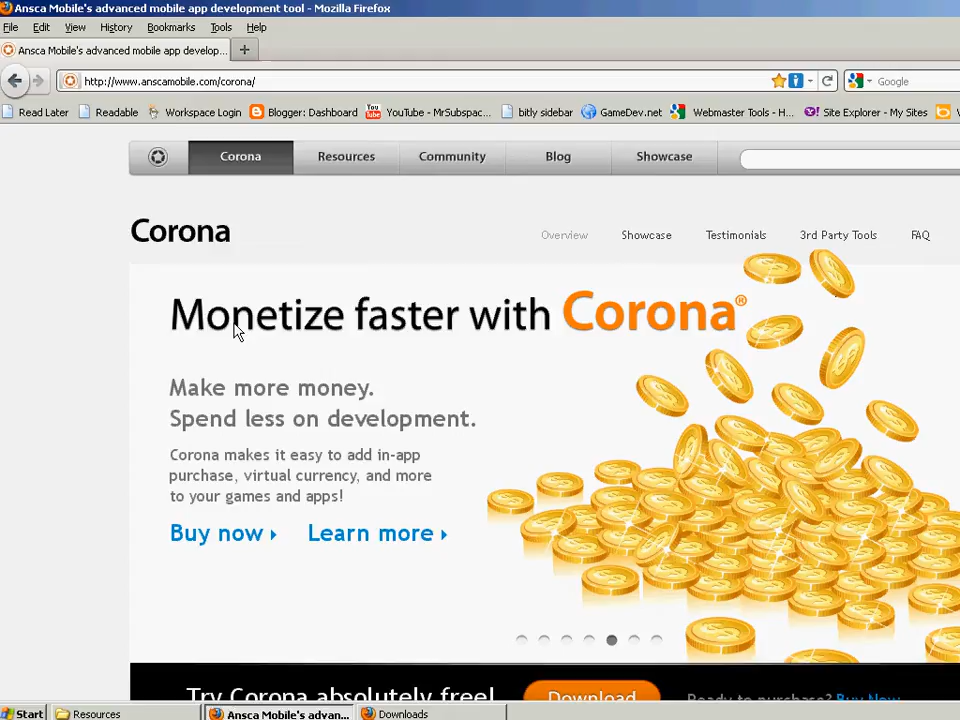 Ansca Mobile's advanced mobile app development tool - Mozilla Firefox
File Edit View History Bookmarks Tools Help
Ansca Mobile's advanced mobile app develop... +
http://www.anscamobile.com/corona/ Google
Read Later Readable Workspace Login Blogger: Dashboard YouTube - MrSubspac... bitly sidebar GameDev.net Webmaster Tools - H... Site Explorer - My Sites
Corona Resources Community Blog Showcase
Corona Overview Showcase Testimonials 3rd Party Tools FAQ
Monetize faster with Corona®
Make more money.
Spend less on development.
Corona makes it easy to add in-app
purchase, virtual currency, and more
to your games and apps!
Buy now Learn more
Try Corona absolutely free! Download Ready to purchase? Buy Now
Start Resources Ansca Mobile's advan... Downloads